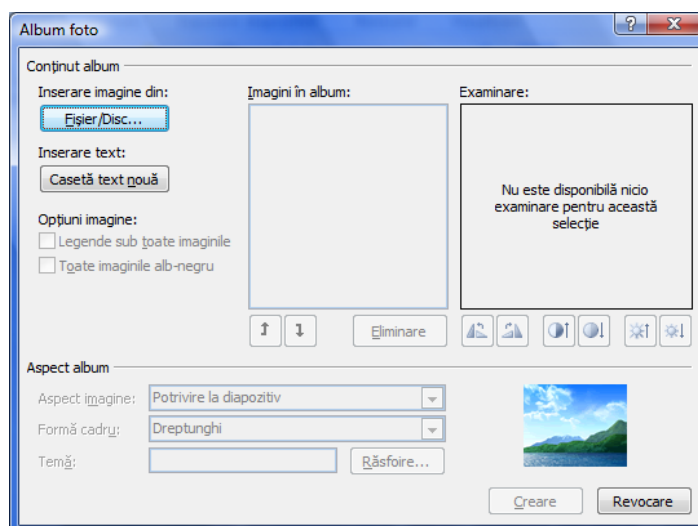 Album foto
Conținut album
Inserare imagine din:
Fișier/Disc...
Inserare text:
Casetă text nouă
Opțiuni imagine:
Legende sub toate imaginile
Toate imaginile alb-negru
Imagini în album:
Eliminare
Examinare:
Nu este disponibilă nicio
examinare pentru această
selecție
Aspect album
Aspect imagine:
Potrivire la diapozitiv
Formă cadru:
Dreptunghi
Temă:
Răsfoire...
Creare
Revocare